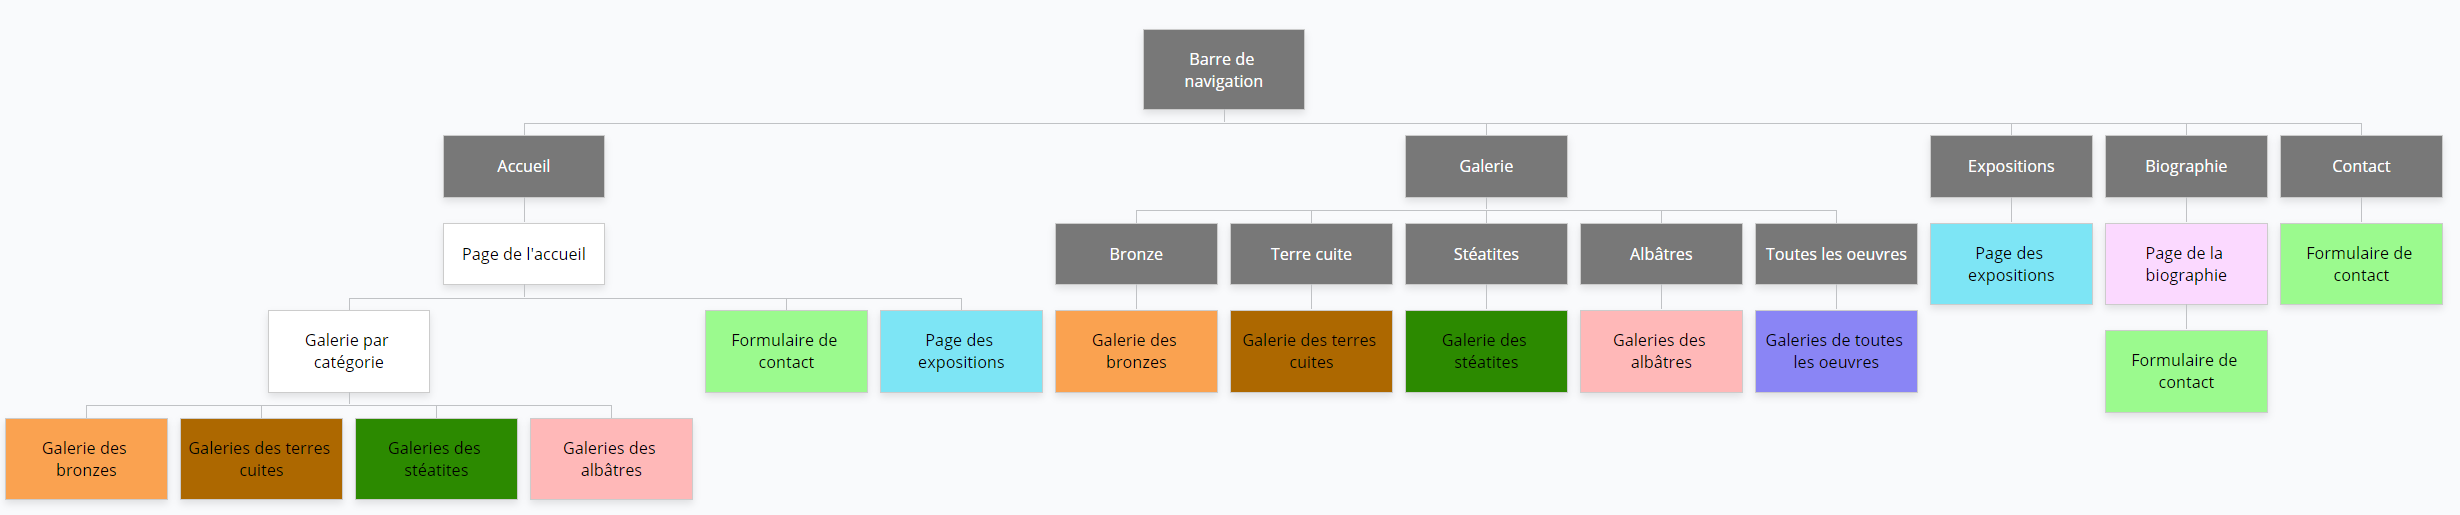 Barre de
navigation
Accueil
Galerie
Expositions
Biographie
Contact
Page de l'accueil
Bronze
Terre cuite
Stéatites
Albâtres
Toutes les oeuvres
Page des
expositions
Page de la
biographie
Formulaire de
contact
Galerie par
catégorie
Formulaire de
contact
Page des
expositions
Galerie des
bronzes
Galerie des terres
cuites
Galerie des
stéatites
Galeries des
albâtres
Galeries de toutes
les oeuvres
Formulaire de
contact
Galerie des
bronzes
Galeries des terres
cuites
Galeries des
stéatites
Galeries des
albâtres